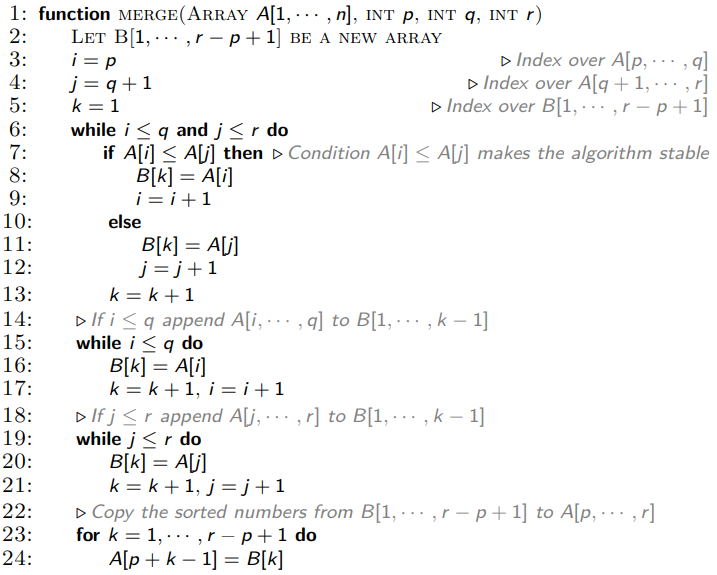 1: function MERGE(ARRAY A[1, ⋯ , n], INT p, INT q, INT r)
2: LET B[1, ⋯ , r − p + 1] BE A NEW ARRAY
3: i = p ▷ Index over A[p, ⋯ , q]
4: j = q + 1 ▷ Index over A[q + 1, ⋯ , r]
5: k = 1 ▷ Index over B[1, ⋯ , r − p + 1]
6: while i ≤ q and j ≤ r do
7: if A[i] ≤ A[j] then ▷ Condition A[i] ≤ A[j] makes the algorithm stable
8: B[k] = A[i]
9: i = i + 1
10: else
11: B[k] = A[j]
12: j = j + 1
13: k = k + 1
14: ▷ If i ≤ q append A[i, ⋯ , q] to B[1, ⋯ , k − 1]
15: while i ≤ q do
16: B[k] = A[i]
17: k = k + 1, i = i + 1
18: ▷ If j ≤ r append A[j, ⋯ , r] to B[1, ⋯ , k − 1]
19: while j ≤ r do
20: B[k] = A[j]
21: k = k + 1, j = j + 1
22: ▷ Copy the sorted numbers from B[1, ⋯ , r − p + 1] to A[p, ⋯ , r]
23: for k = 1, ⋯ , r − p + 1 do
24: A[p + k − 1] = B[k]